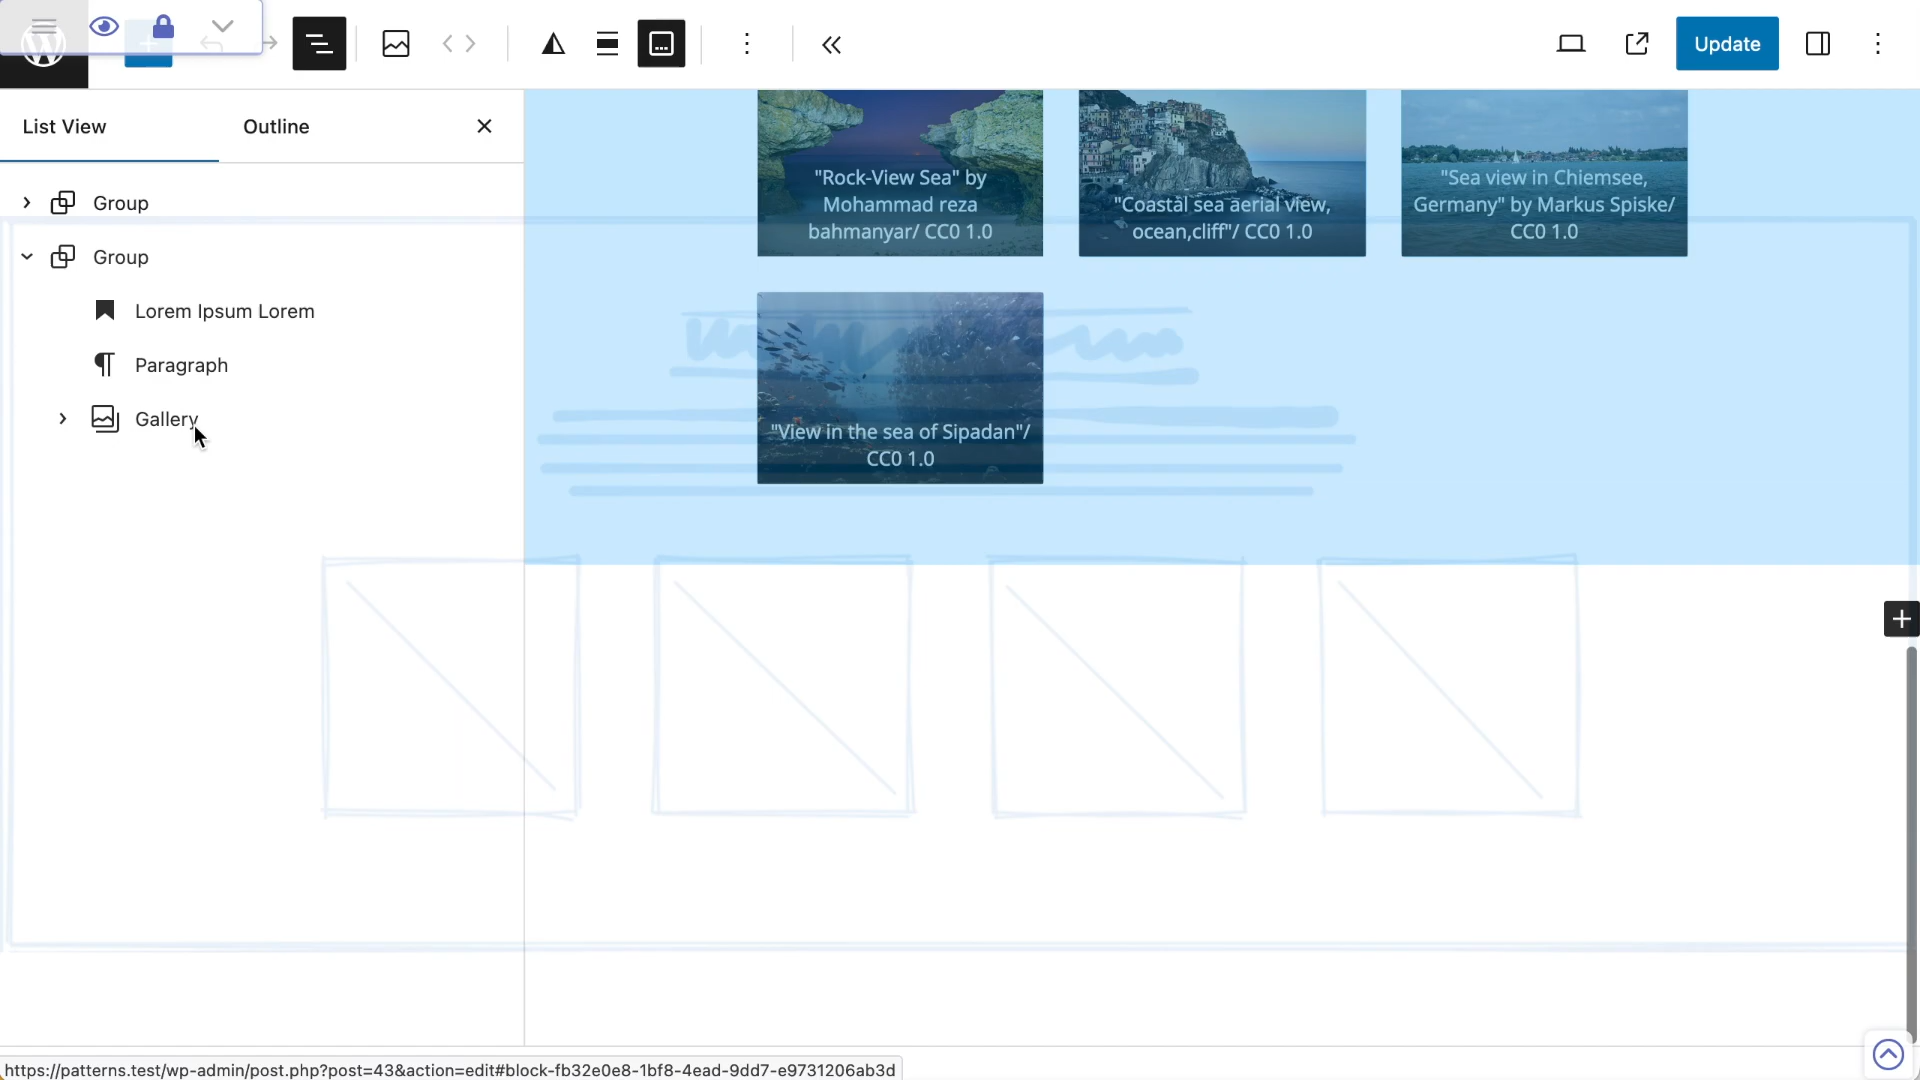 Update
List View
Outline
Group
Group
Lorem Ipsum Lorem
Paragraph
Gallery
"Rock-View Sea" by
Mohammad reza
bahmanyar/ CC0 1.0
"Coastal sea aerial view,
ocean,cliff"/ CC0 1.0
"Sea view in Chiemsee,
Germany" by Markus Spiske/
CC0 1.0
"View in the sea of Sipadan"/
CC0 1.0
https://patterns.test/wp-admin/post.php?post=43&action=edit#block-fb32e0e8-1bf8-4ead-9dd7-e9731206ab3d